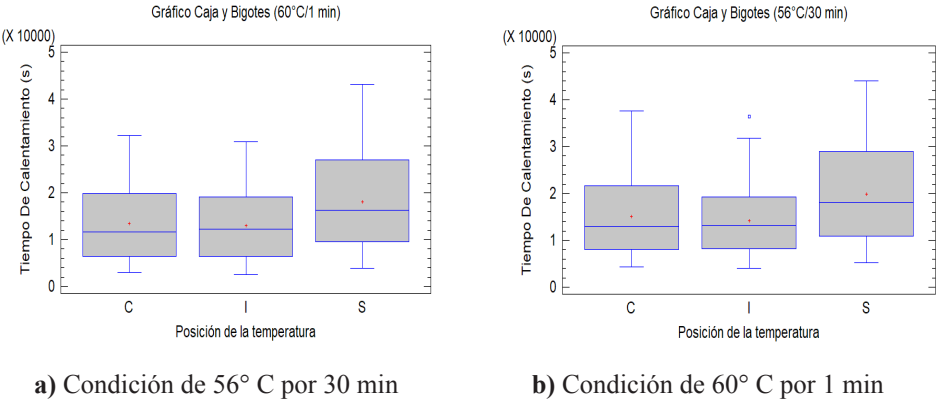 Gráfico Caja y Bigotes (60°C/1 min)
(X 10000)
5
4
3
2
1
0
Tiempo De Calentamiento (s)
C I S
Posición de la temperatura
a) Condición de 56° C por 30 min
Gráfico Caja y Bigotes (56°C/30 min)
(X 10000)
5
4
3
2
1
0
Tiempo De Calentamiento (s)
C I S
Posición de la temperatura
b) Condición de 60° C por 1 min